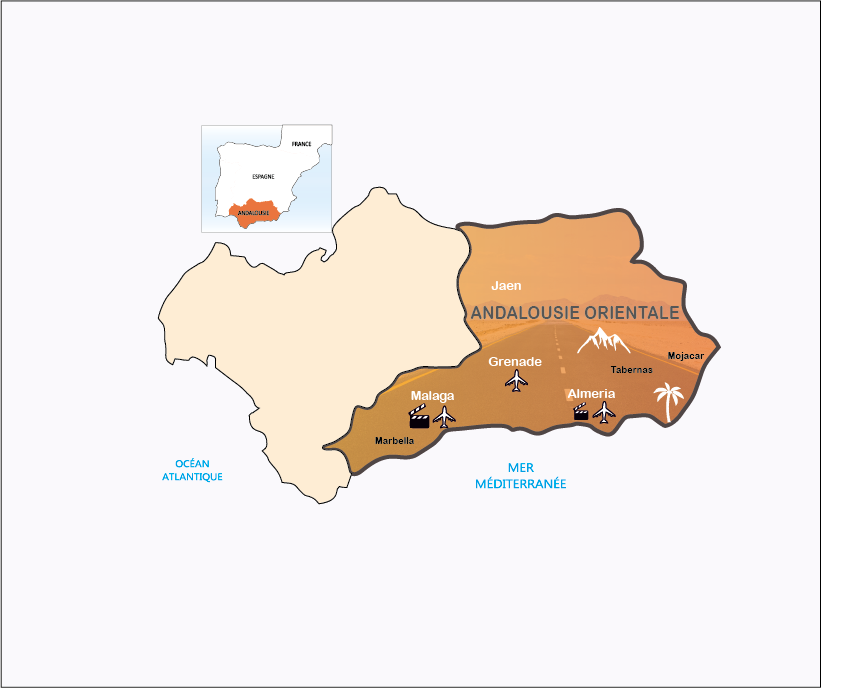 FRANCE
ESPAGNE
ANDALOUSIE
Jaen
ANDALOUSIE ORIENTALE
Mojacar
Grenade
Tabernas
Malaga
Almeria
Marbella
OCÉAN
ATLANTIQUE
MER
MÉDITERRANÉE